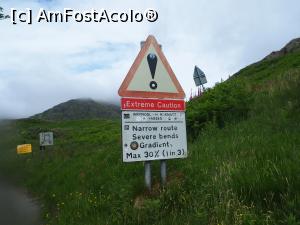 [c] AmFostAcolo®
Extreme Caution
Narrow route
Severe bends
Gradient
Max 30% (1 in 3)